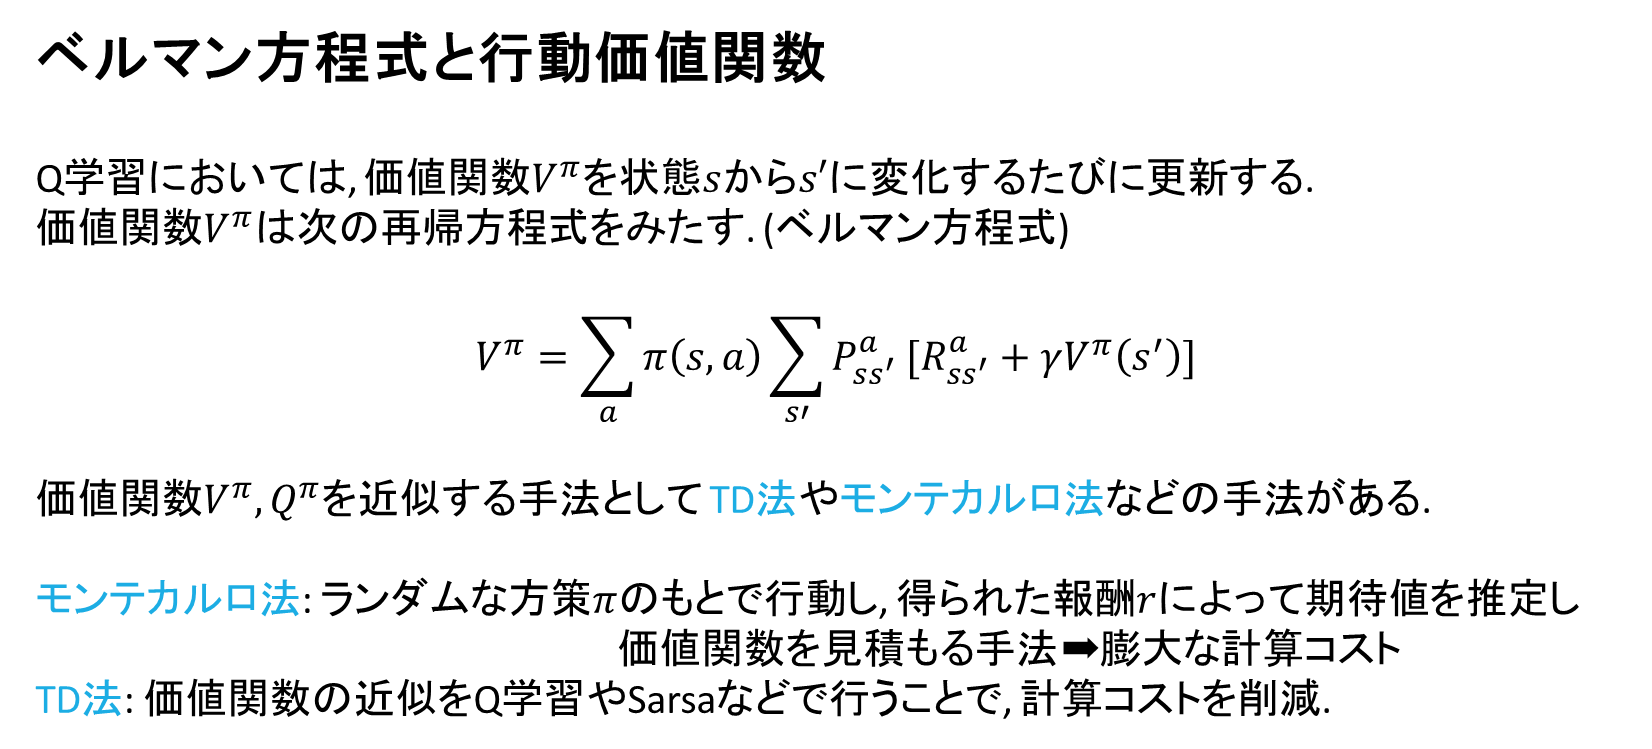 ベルマン方程式と行動価値関数
Q学習においては, 価値関数V^πを状態sからs′に変化するたびに更新する.
価値関数V^πは次の再帰方程式をみたす. (ベルマン方程式)
V^π = ∑_a π(s, a) ∑_{s′} P^a_{ss′} [R^a_{ss′} + γV^π(s′)]
価値関数V^π, Q^πを近似する手法としてTD法やモンテカルロ法などの手法がある.
モンテカルロ法: ランダムな方策πのもとで行動し, 得られた報酬rによって期待値を推定し
価値関数を見積もる手法➡膨大な計算コスト
TD法: 価値関数の近似をQ学習やSarsaなどで行うことで, 計算コストを削減.